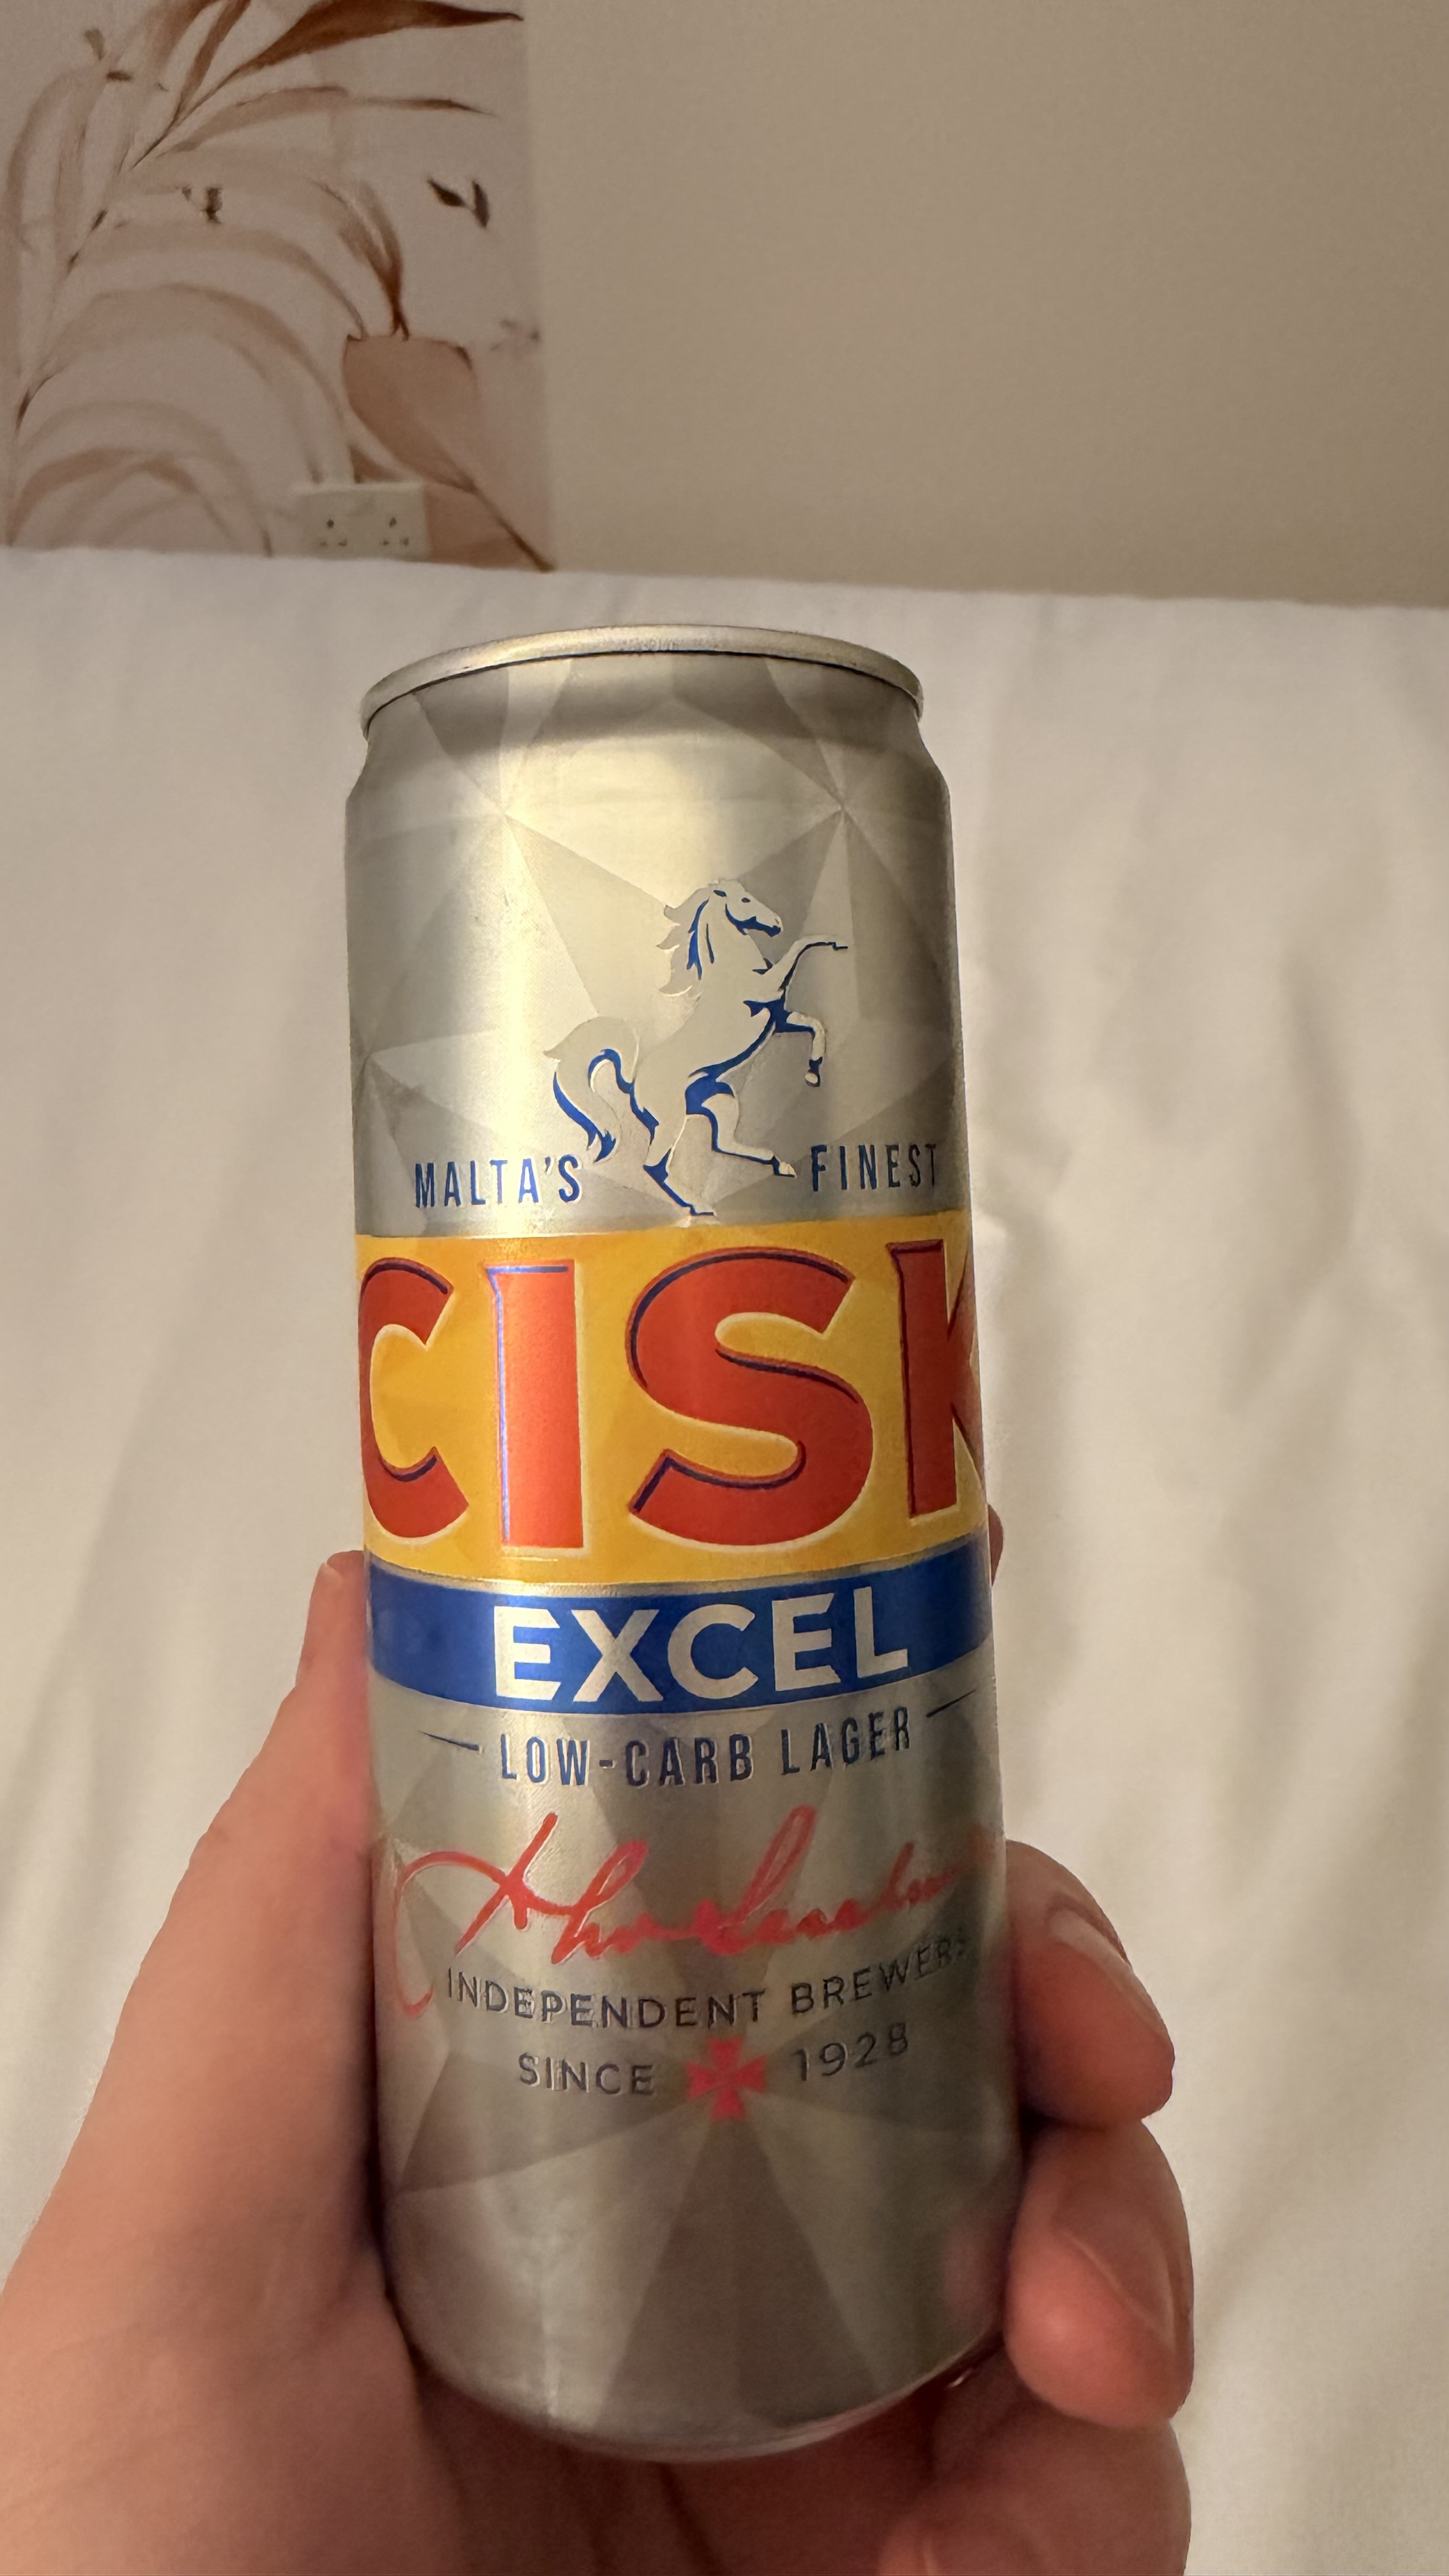 MALTA'S FINEST
CISK
EXCEL
LOW-CARB LAGER
INDEPENDENT BREWERS
SINCE 1928